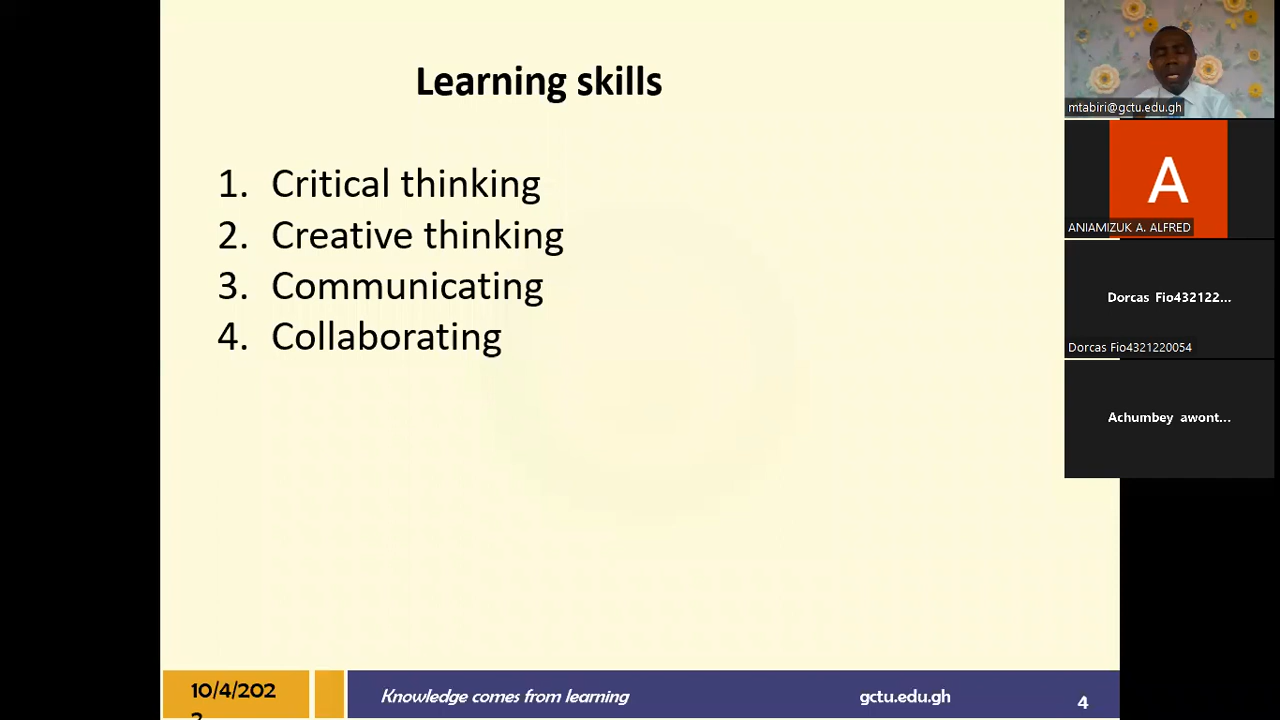 Learning skills
1. Critical thinking
2. Creative thinking
3. Communicating
4. Collaborating
10/4/202
Knowledge comes from learning
gctu.edu.gh
4
mtabiri@gctu.edu.gh
A
ANIAMIZUK A. ALFRED
Dorcas Fio432122...
Dorcas Fio4321220054
Achumbey awont...